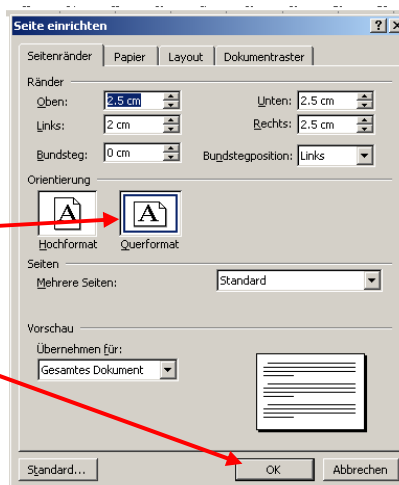 Seite einrichten
Seitenränder Papier Layout Dokumentraster
Ränder
Oben: 2.5 cm Unten: 2.5 cm
Links: 2 cm Rechts: 2.5 cm
Bundsteg: 0 cm Bundstegposition: Links
Orientierung
A A
Hochformat Querformat
Seiten
Mehrere Seiten: Standard
Vorschau
Übernehmen für:
Gesamtes Dokument
Standard... OK Abbrechen